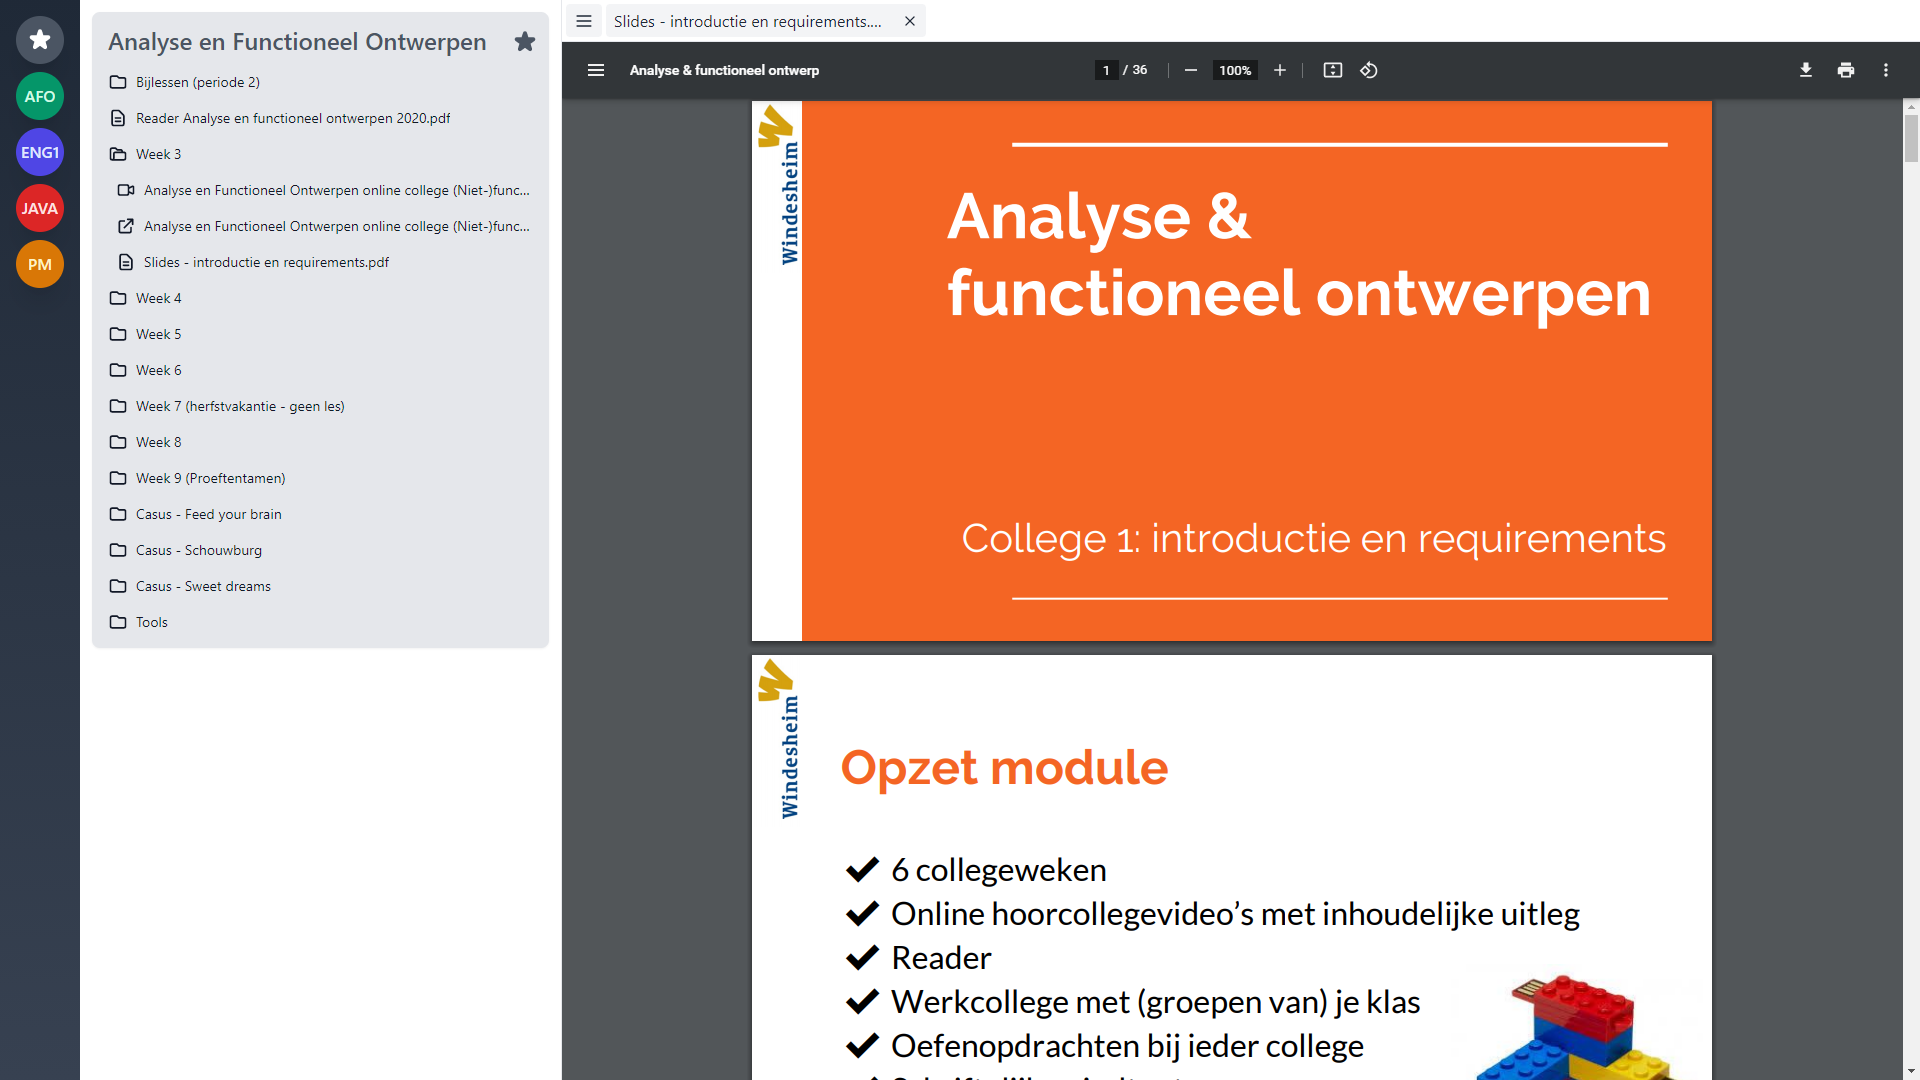 AFO
ENG1
JAVA
PM
Analyse en Functioneel Ontwerpen
Bijlessen (periode 2)
Reader Analyse en functioneel ontwerpen 2020.pdf
Week 3
Analyse en Functioneel Ontwerpen online college (Niet-)func...
Analyse en Functioneel Ontwerpen online college (Niet-)func...
Slides - introductie en requirements.pdf
Week 4
Week 5
Week 6
Week 7 (herfstvakantie - geen les)
Week 8
Week 9 (Proeftentamen)
Casus - Feed your brain
Casus - Schouwburg
Casus - Sweet dreams
Tools
Slides - introductie en requirements....
Analyse & functioneel ontwerp
1 / 36
100%
Windesheim
Analyse &
functioneel ontwerpen
College 1: introductie en requirements
Windesheim
Opzet module
6 collegeweken
Online hoorcollegevideo's met inhoudelijke uitleg
Reader
Werkcollege met (groepen van) je klas
Oefenopdrachten bij ieder college